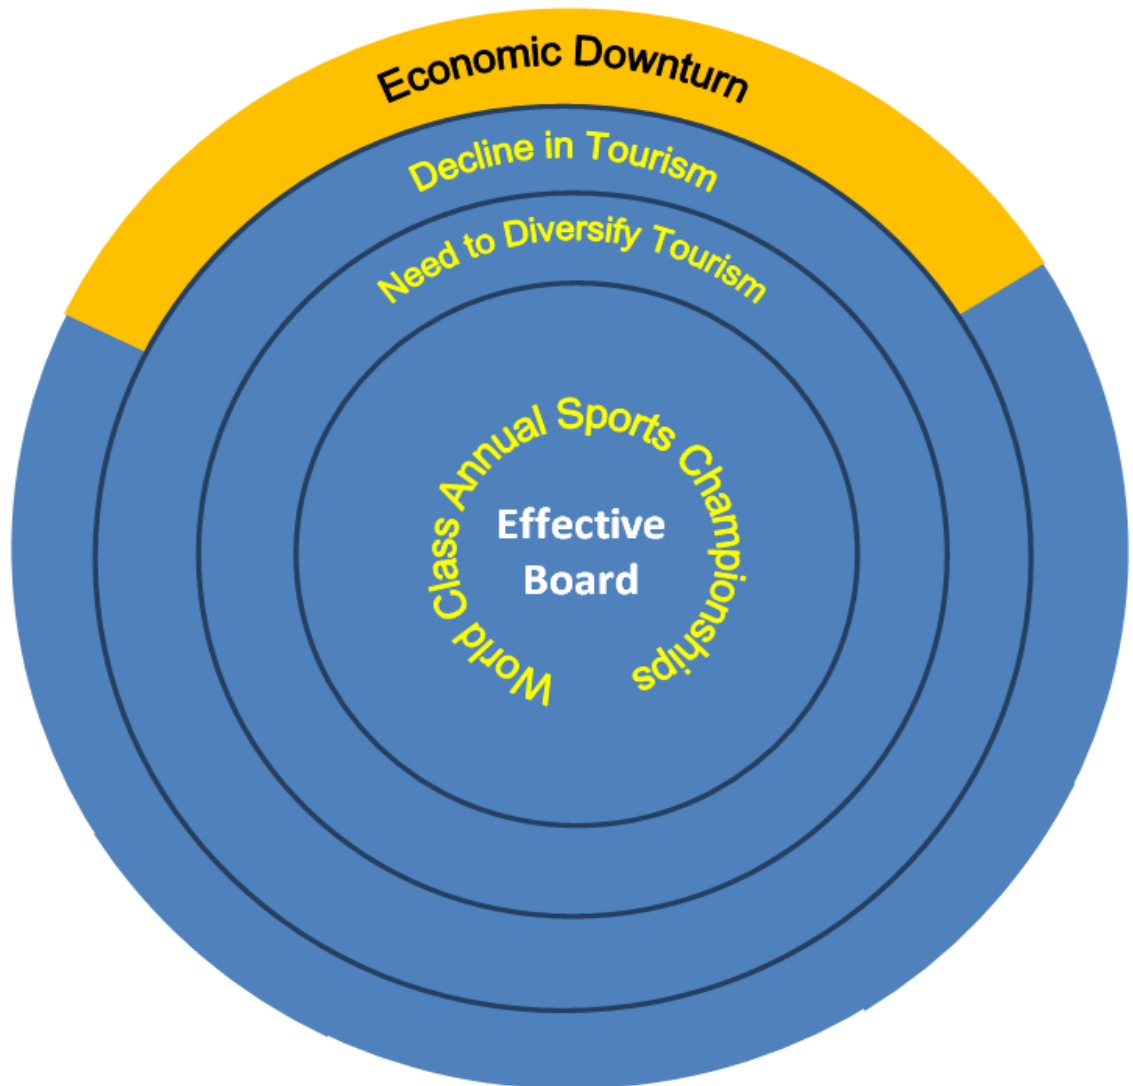 Economic Downturn
Decline in Tourism
Need to Diversify Tourism
World Class Annual Sports Championships
Effective
Board